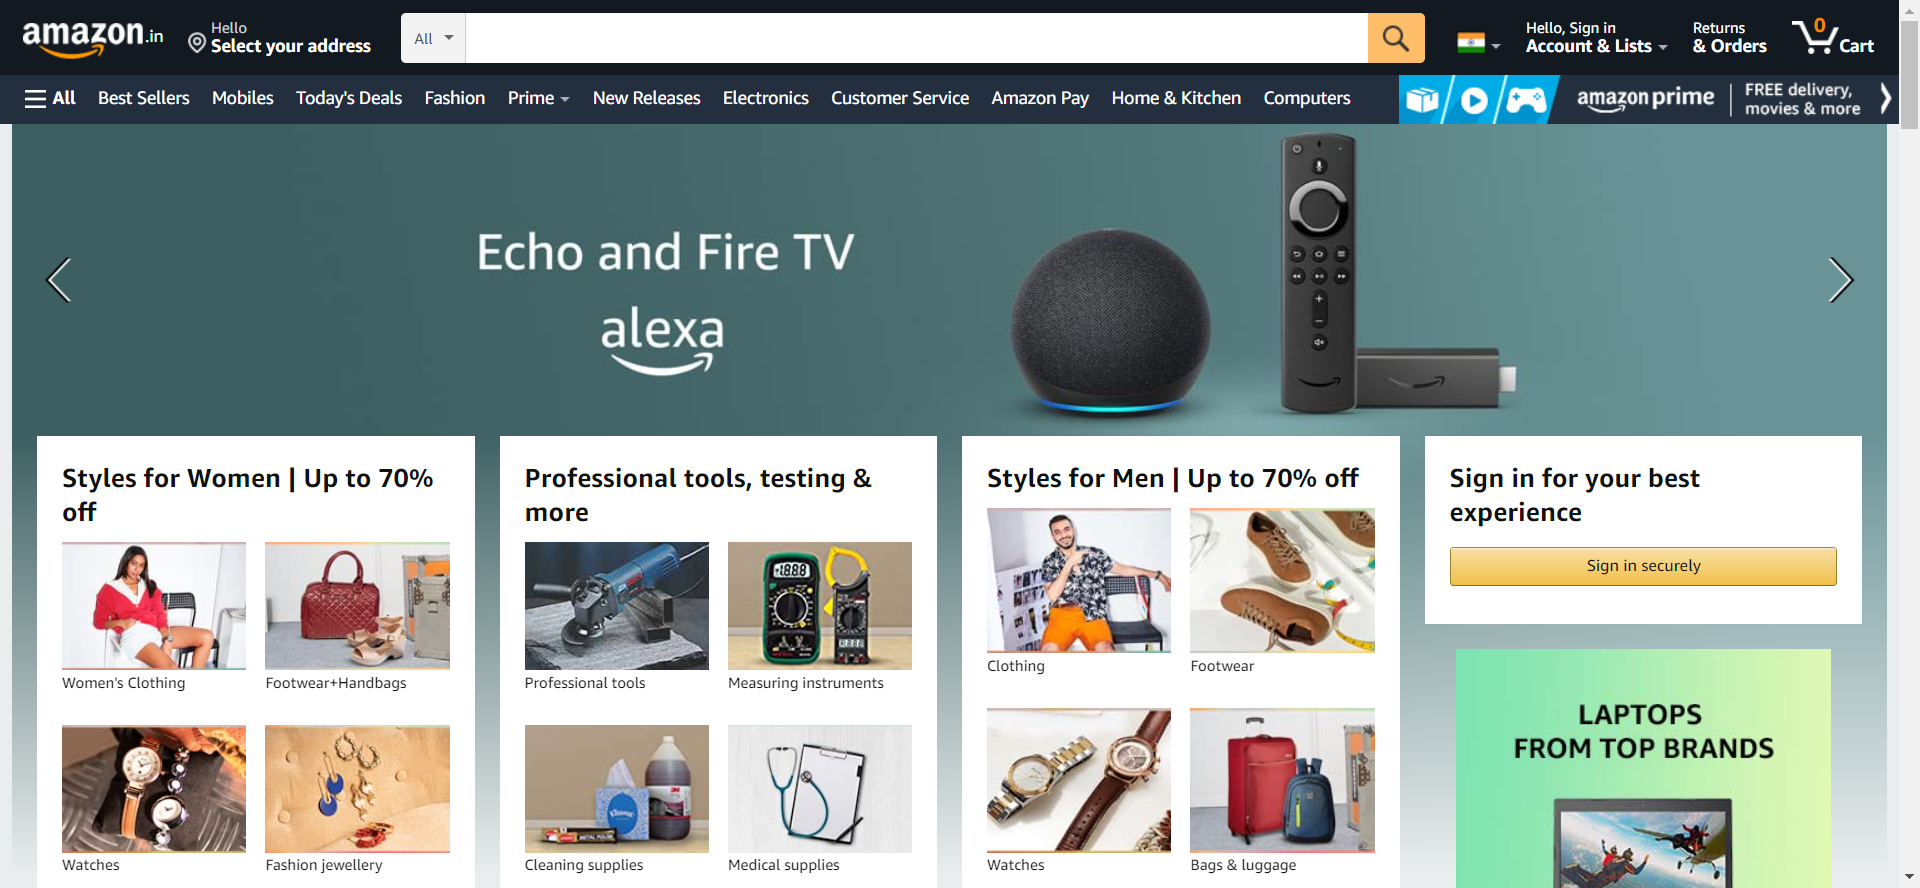 amazon.in
Hello
Select your address
All
Hello, Sign in
Account & Lists
Returns
& Orders
0
Cart
All
Best Sellers
Mobiles
Today's Deals
Fashion
Prime
New Releases
Electronics
Customer Service
Amazon Pay
Home & Kitchen
Computers
amazon prime
FREE delivery,
movies & more
Echo and Fire TV
alexa
Styles for Women | Up to 70%
off
Women's Clothing
Footwear+Handbags
Watches
Fashion jewellery
Professional tools, testing &
more
Professional tools
Measuring instruments
Cleaning supplies
Medical supplies
Styles for Men | Up to 70% off
Clothing
Footwear
Watches
Bags & luggage
Sign in for your best
experience
Sign in securely
LAPTOPS
FROM TOP BRANDS